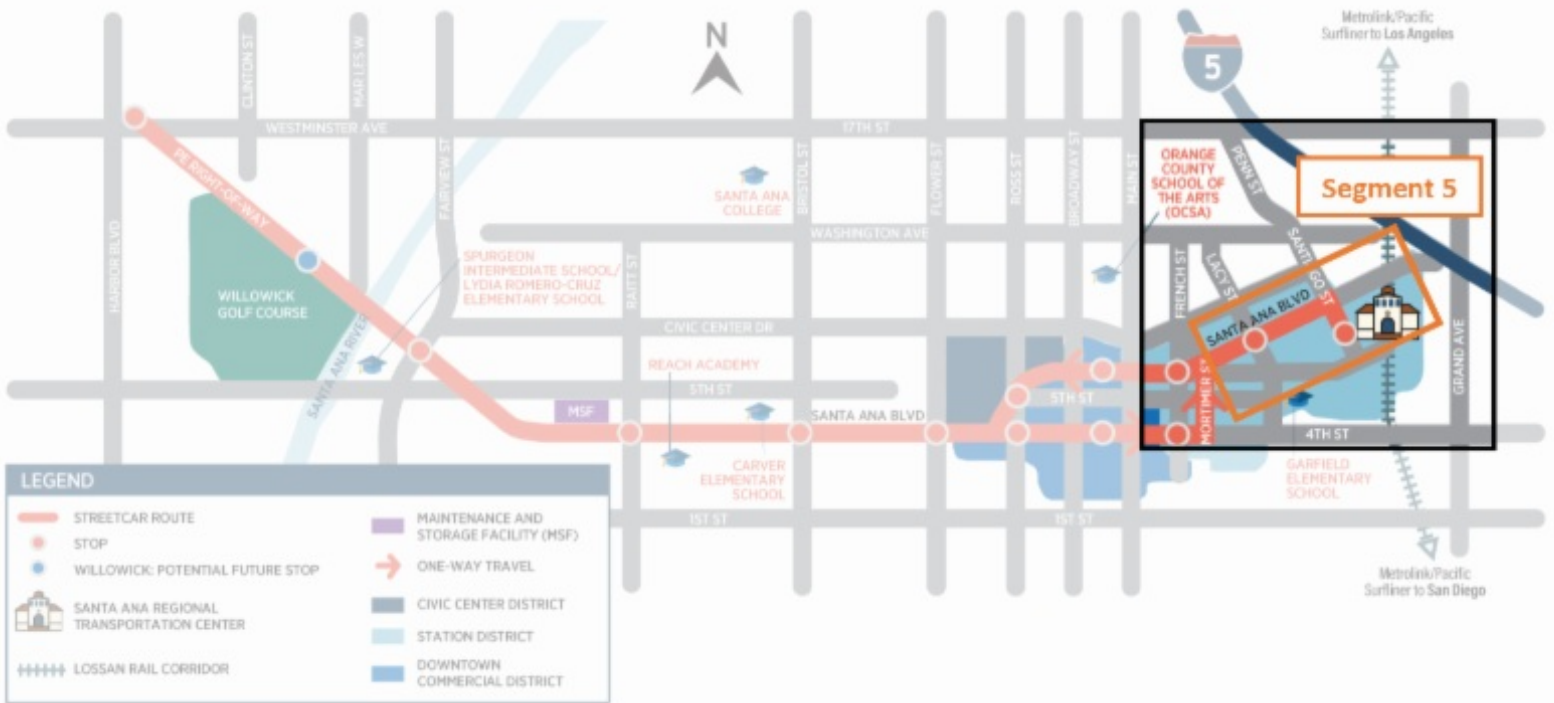 Metrolink/Pacific
Surfliner to Los Angeles
N
5
CLINTON ST
MAR LES W
WESTMINSTER AVE
17TH ST
PE RIGHT-OF-WAY
FAIRVIEW ST
SANTA ANA
COLLEGE
BRISTOL ST
FLOWER ST
ROSS ST
BROADWAY ST
MAIN ST
ORANGE
COUNTY
SCHOOL OF
THE ARTS
(OCSA)
PENN ST
Segment 5
HARBOR BLVD
WASHINGTON AVE
SPURGEON
INTERMEDIATE SCHOOL/
LYDIA ROMERO-CRUZ
ELEMENTARY SCHOOL
RAITT ST
FRENCH ST
LACY ST
SANTIAGO ST
WILLOWICK
GOLF COURSE
SANTA ANA RIVER
CIVIC CENTER DR
SANTA ANA BLVD
GRAND AVE
REACH ACADEMY
5TH ST
5TH ST
MORTIMER ST
MSF
SANTA ANA BLVD
4TH ST
CARVER
ELEMENTARY
SCHOOL
GARFIELD
ELEMENTARY
SCHOOL
1ST ST
1ST ST
Metrolink/Pacific
Surfliner to San Diego
LEGEND
STREETCAR ROUTE
STOP
WILLOWICK: POTENTIAL FUTURE STOP
SANTA ANA REGIONAL
TRANSPORTATION CENTER
LOSSAN RAIL CORRIDOR
MAINTENANCE AND
STORAGE FACILITY (MSF)
ONE-WAY TRAVEL
CIVIC CENTER DISTRICT
STATION DISTRICT
DOWNTOWN
COMMERCIAL DISTRICT